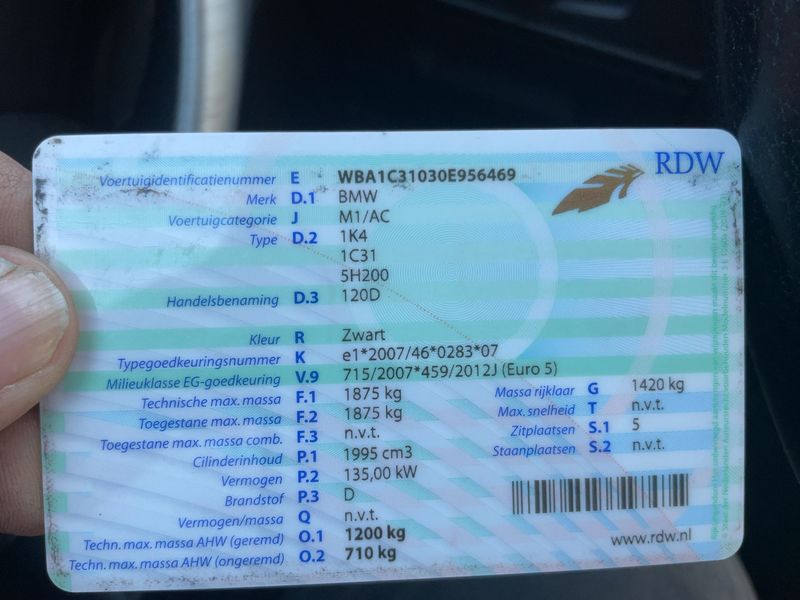 RDW
Voertuigidentificatienummer E WBA1C31030E956469
Merk D.1 BMW
Voertuigcategorie J M1/AC
Type D.2 1K4
1C31
5H200
Handelsbenaming D.3 120D
Kleur R Zwart
Typegoedkeuringsnummer K e1*2007/46*0283*07
Milieuklasse EG-goedkeuring V.9 715/2007*459/2012J (Euro 5)
Technische max. massa F.1 1875 kg Massa rijklaar G 1420 kg
Toegestane max. massa F.2 1875 kg Max. snelheid T n.v.t.
Toegestane max. massa comb. F.3 n.v.t. Zitplaatsen S.1 5
Cilinderinhoud P.1 1995 cm3 Staanplaatsen S.2 n.v.t.
Vermogen P.2 135,00 kW
Brandstof P.3 D
Vermogen/massa Q n.v.t.
Techn. max. massa AHW (geremd) O.1 1200 kg www.rdw.nl
Techn. max. massa AHW (ongeremd) O.2 710 kg